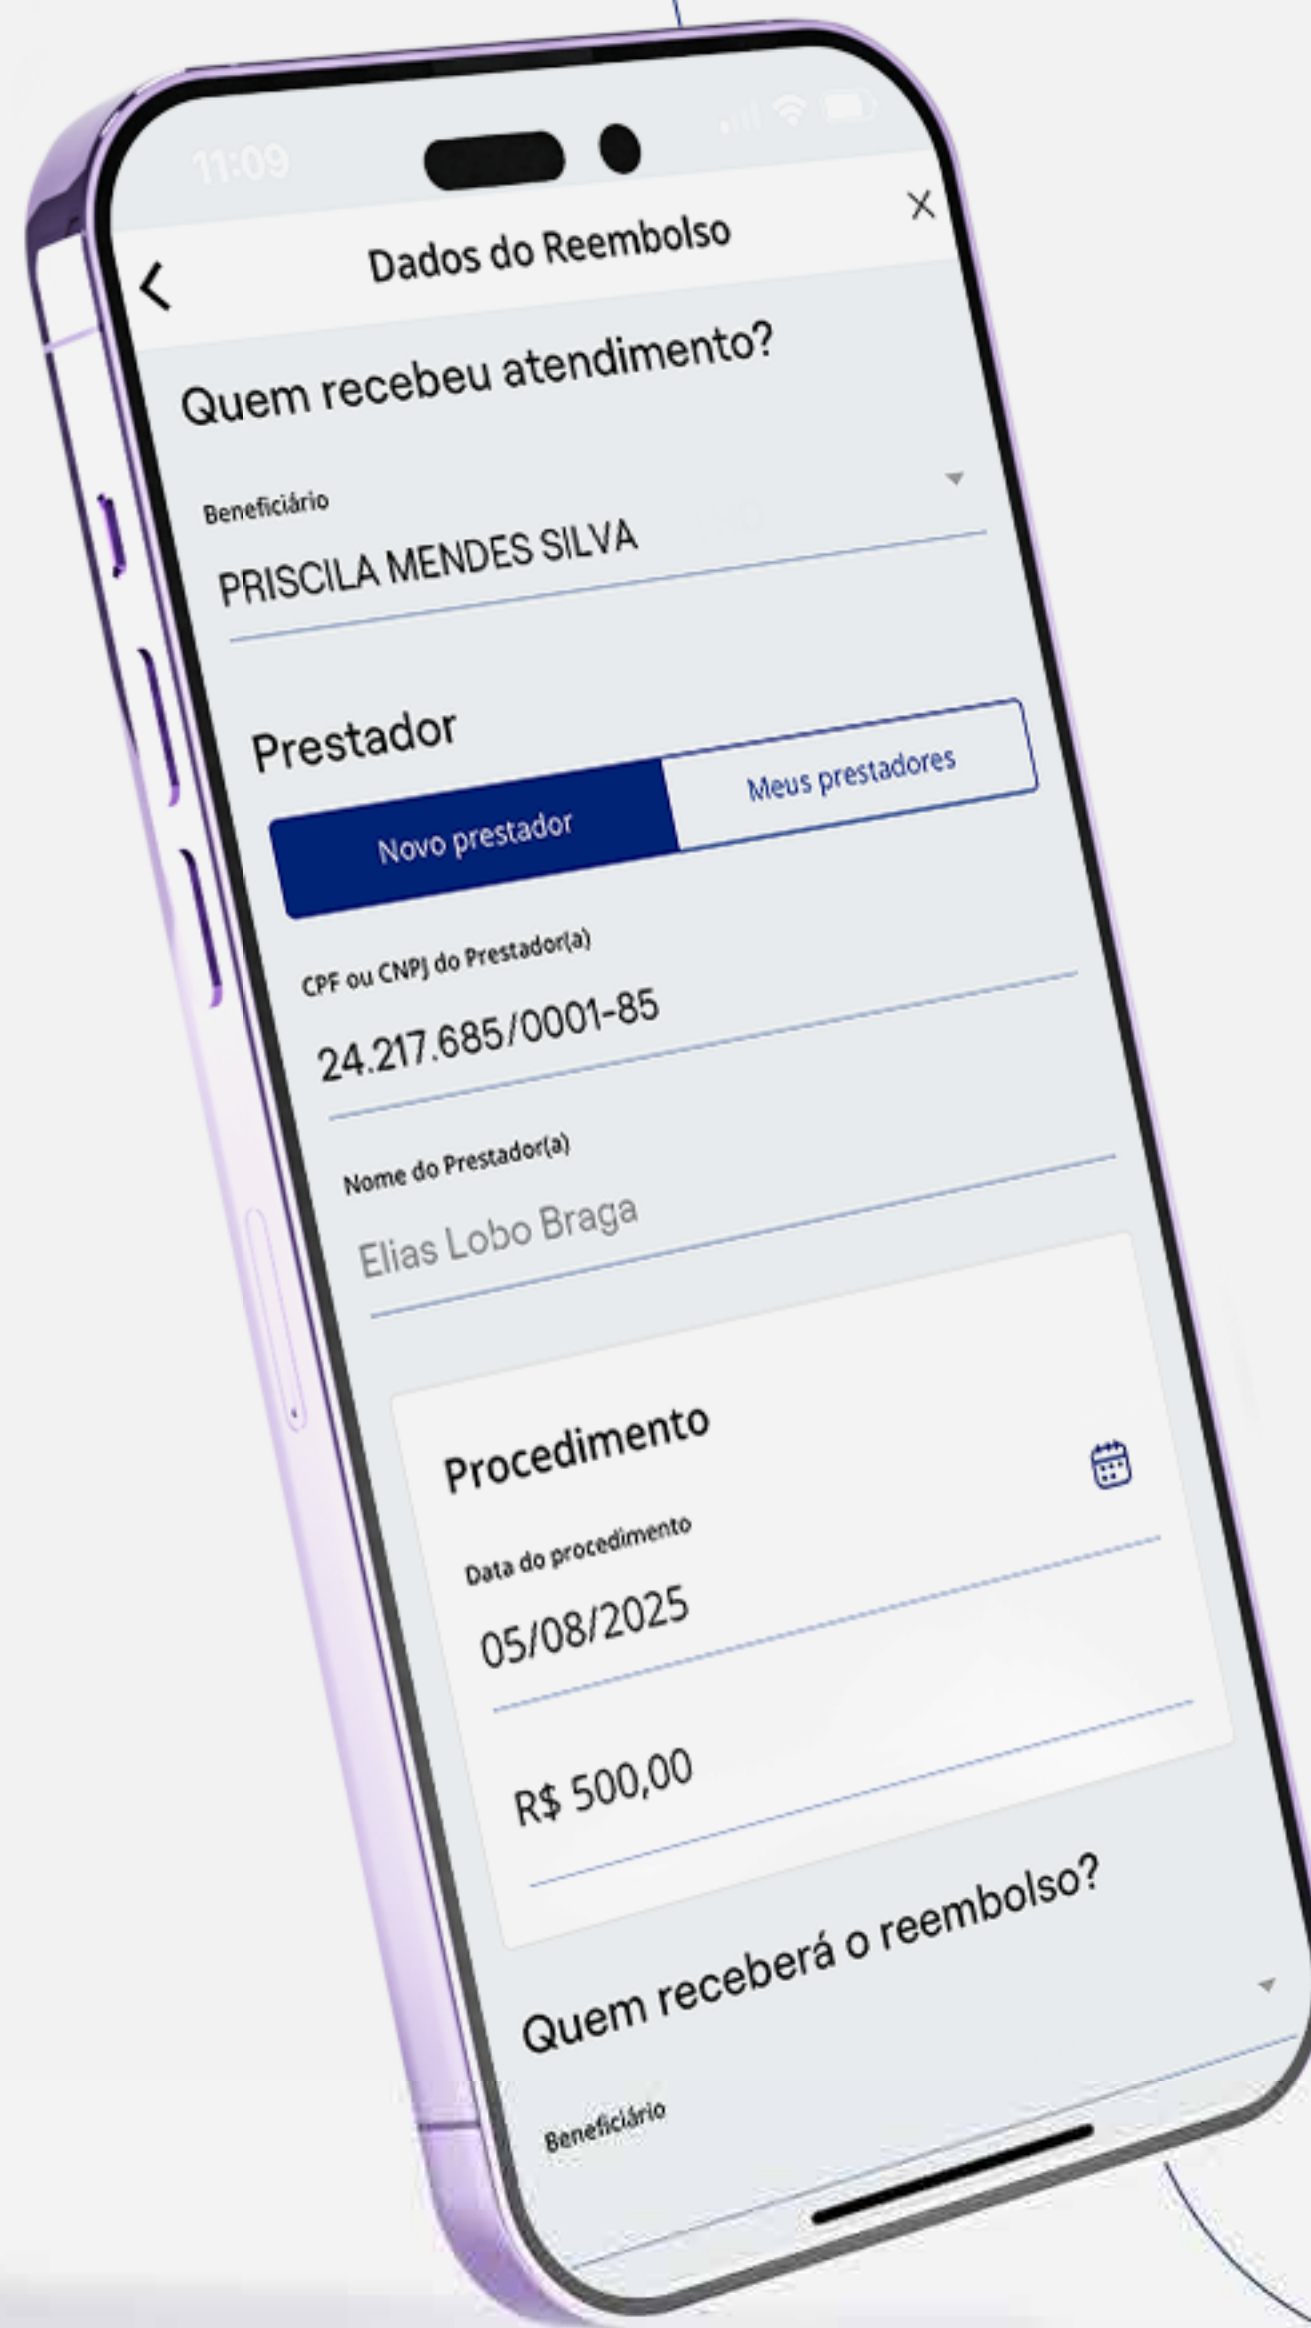 11:09
Dados do Reembolso
Quem recebeu atendimento?
Beneficiário
PRISCILA MENDES SILVA
Prestador
Novo prestador
Meus prestadores
CPF ou CNPJ do Prestador(a)
24.217.685/0001-85
Nome do Prestador(a)
Elias Lobo Braga
Procedimento
Data do procedimento
05/08/2025
R$ 500,00
Quem receberá o reembolso?
Beneficiário